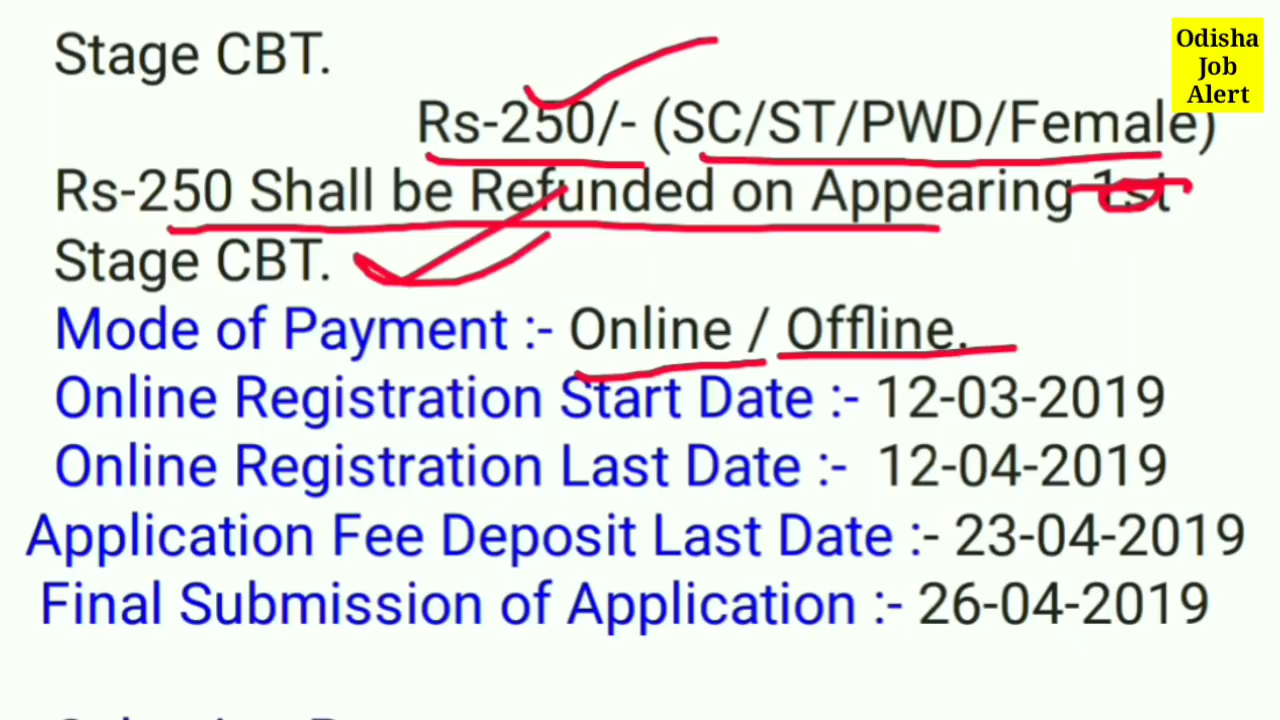 Stage CBT.
Odisha
Job
Alert
Rs-250/- (SC/ST/PWD/Female)
Rs-250 Shall be Refunded on Appearing 1st
Stage CBT.
Mode of Payment :- Online / Offline.
Online Registration Start Date :- 12-03-2019
Online Registration Last Date :- 12-04-2019
Application Fee Deposit Last Date :- 23-04-2019
Final Submission of Application :- 26-04-2019